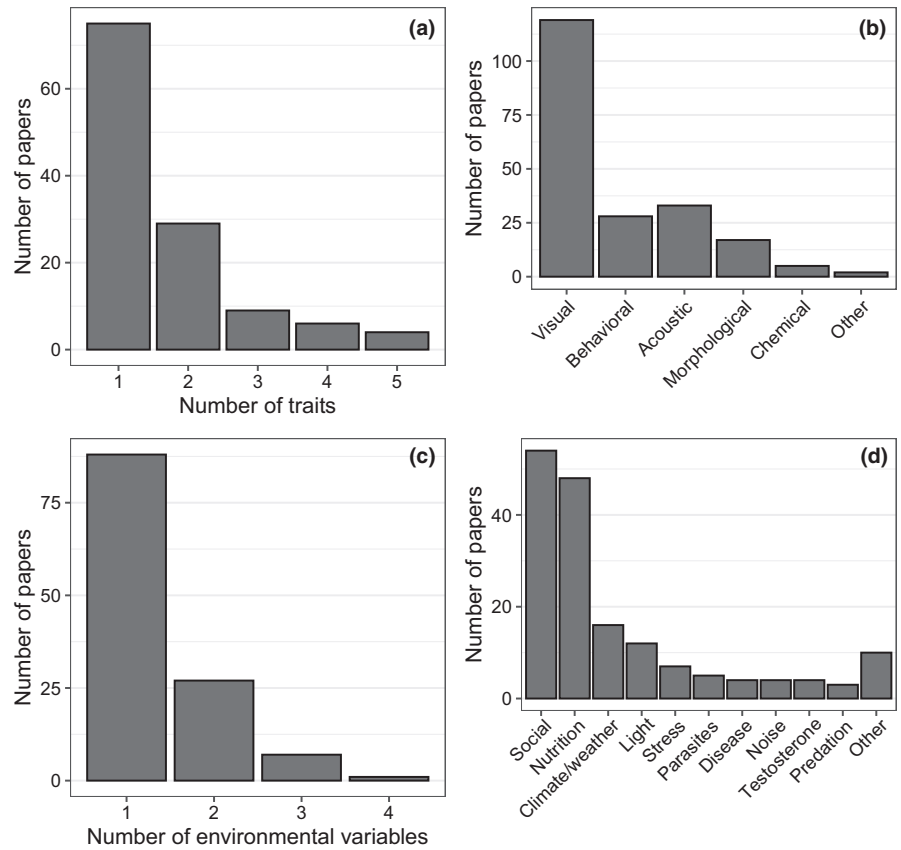 (a)
Number of papers
60
40
20
0
1 2 3 4 5
Number of traits
(b)
Number of papers
100
75
50
25
0
Visual
Behavioral
Acoustic
Morphological
Chemical
Other
(c)
Number of papers
75
50
25
0
1 2 3 4
Number of environmental variables
(d)
Number of papers
40
20
0
Social
Nutrition
Climate/weather
Light
Stress
Parasites
Disease
Noise
Testosterone
Predation
Other